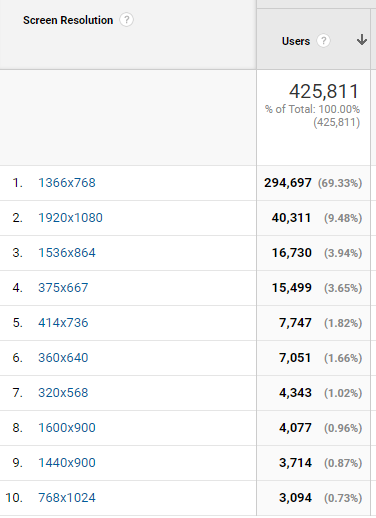 Screen Resolution ?
Users ?
425,811
% of Total: 100.00%
(425,811)
1. 1366x768 294,697 (69.33%)
2. 1920x1080 40,311 (9.48%)
3. 1536x864 16,730 (3.94%)
4. 375x667 15,499 (3.65%)
5. 414x736 7,747 (1.82%)
6. 360x640 7,051 (1.66%)
7. 320x568 4,343 (1.02%)
8. 1600x900 4,077 (0.96%)
9. 1440x900 3,714 (0.87%)
10. 768x1024 3,094 (0.73%)